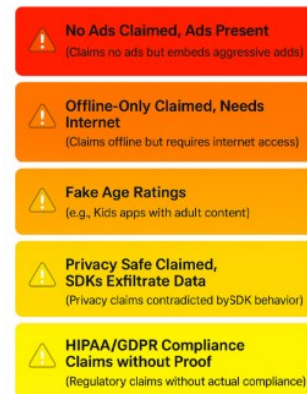 No Ads Claimed, Ads Present
(Claims no ads but embeds aggressive adds)
Offline-Only Claimed, Needs
Internet
(Claims offline but requires internet access)
Fake Age Ratings
(e.g., Kids apps with adult content)
Privacy Safe Claimed,
SDKs Exfiltrate Data
(Privacy claims contradicted bySDK behavior)
HIPAA/GDPR Compliance
Claims without Proof
(Regulatory claims without actual compliance)